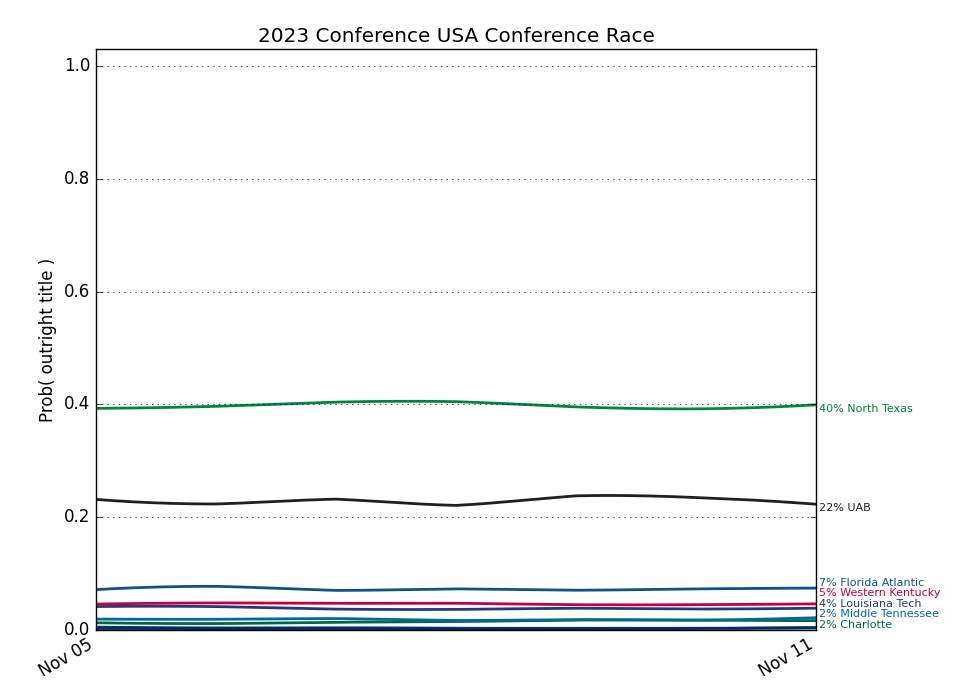 2023 Conference USA Conference Race
1.0
0.8
0.6
0.4
0.2
0.0
Prob( outright title )
40% North Texas
22% UAB
7% Florida Atlantic
5% Western Kentucky
4% Louisiana Tech
2% Middle Tennessee
2% Charlotte
Nov 05
Nov 11